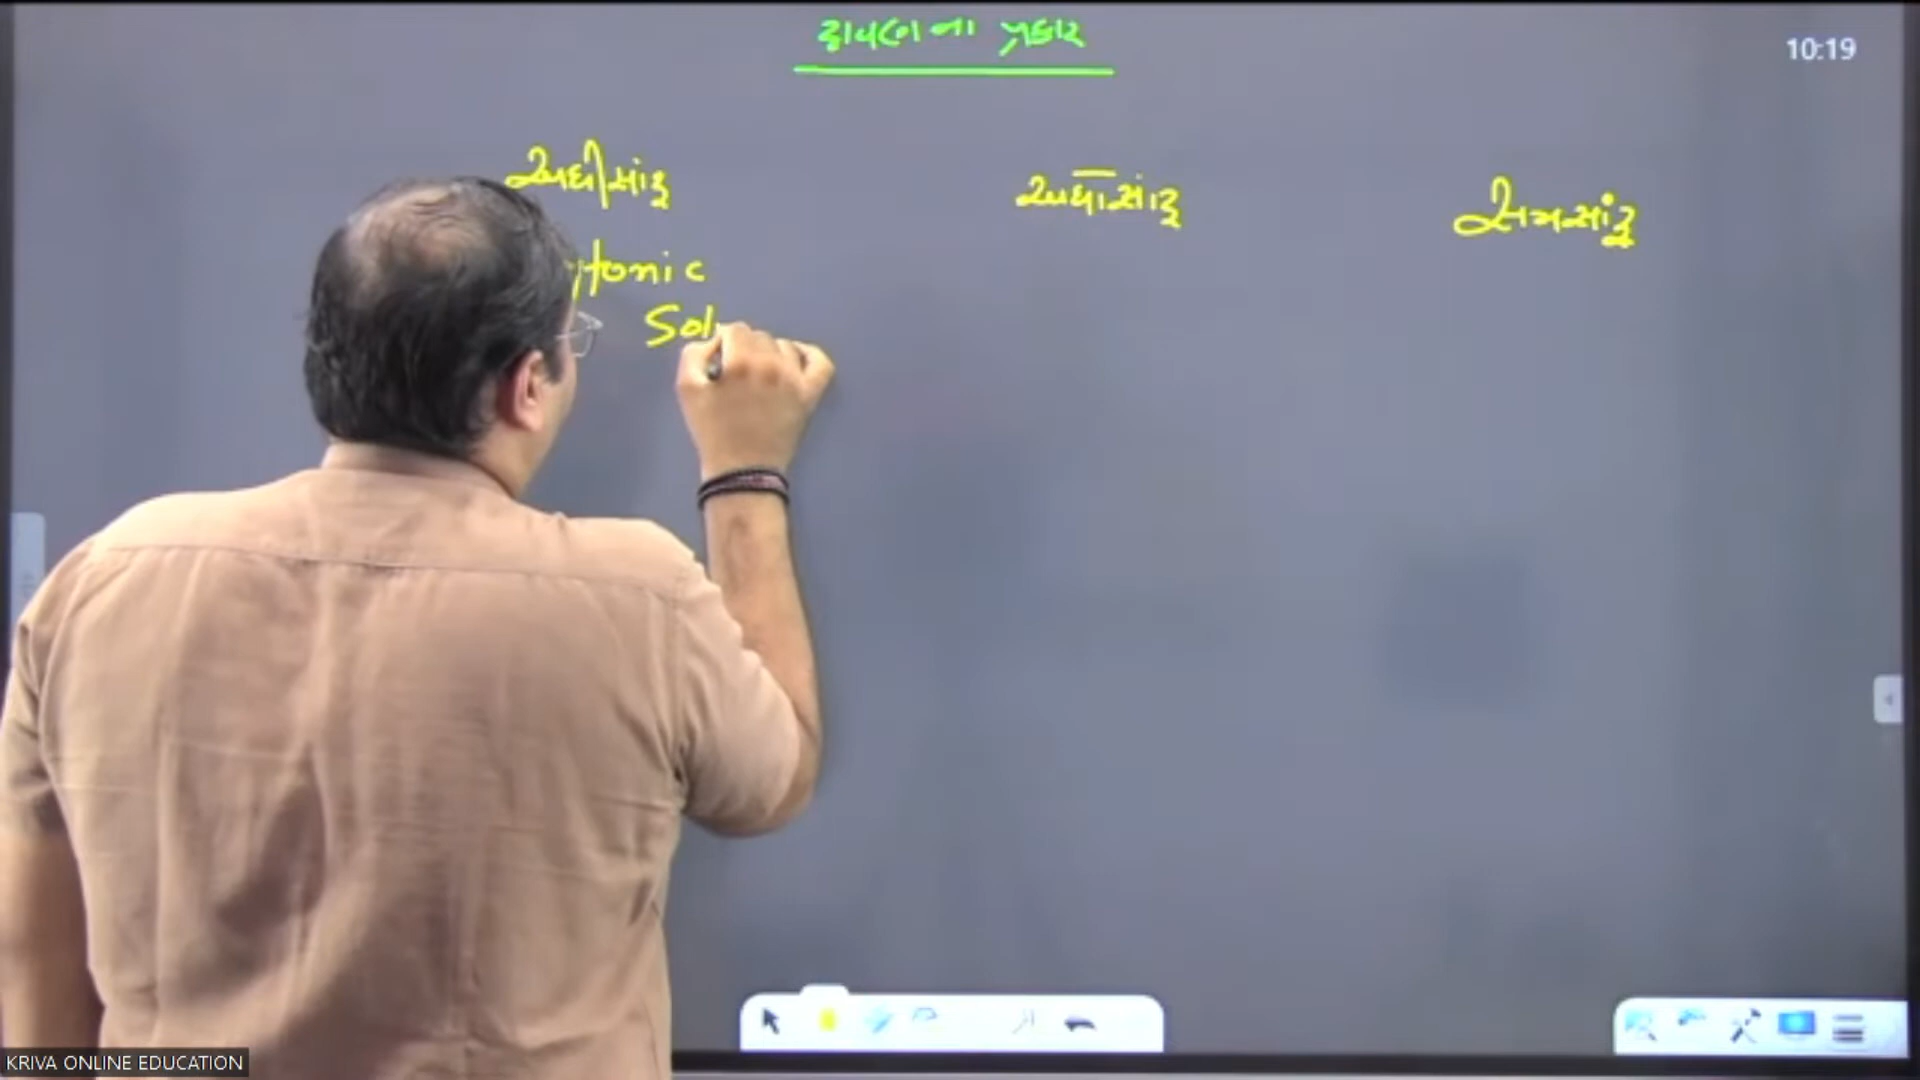 દ્રાવણના પ્રકાર
10:19
અધીસાંદ્ર
અધોસાંદ્ર
સમસાંદ્ર
tonic
Sol
KRIVA ONLINE EDUCATION